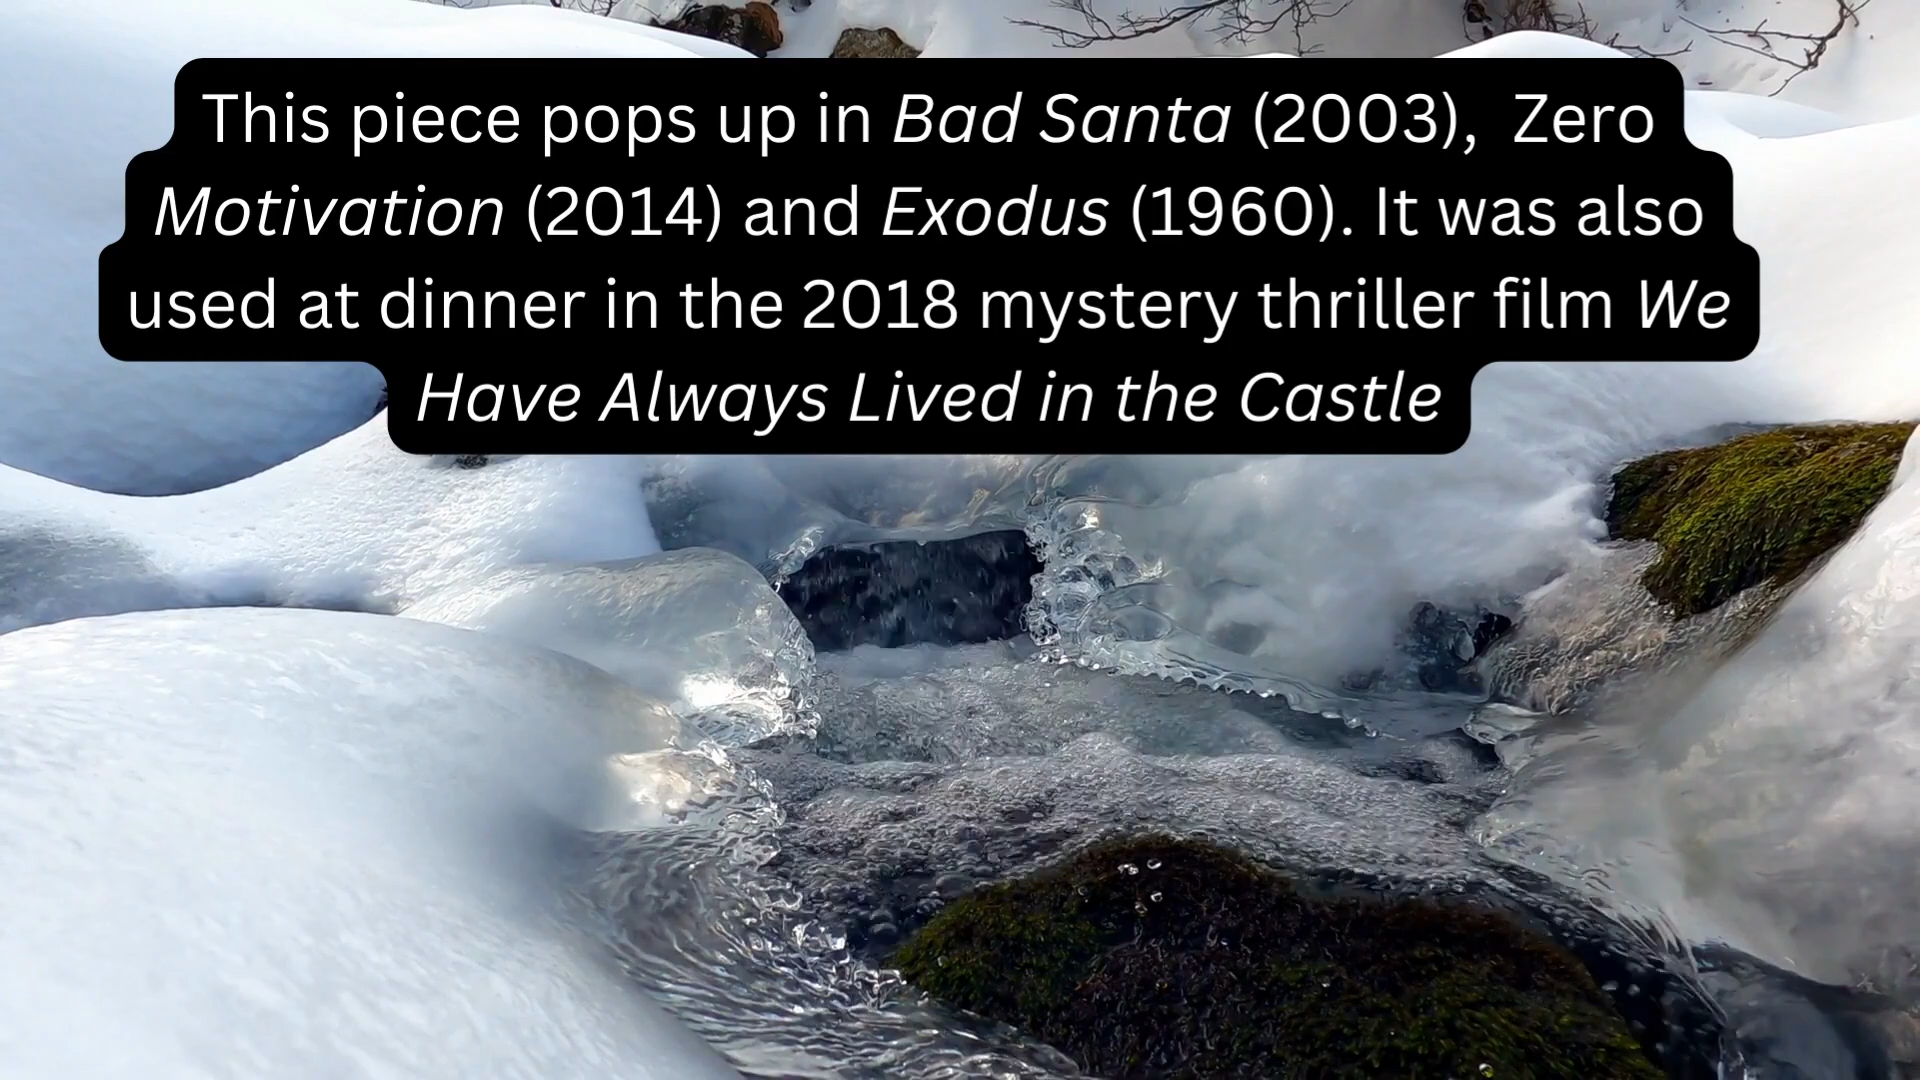 This piece pops up in Bad Santa (2003),  Zero
Motivation (2014) and Exodus (1960). It was also
used at dinner in the 2018 mystery thriller film We
Have Always Lived in the Castle